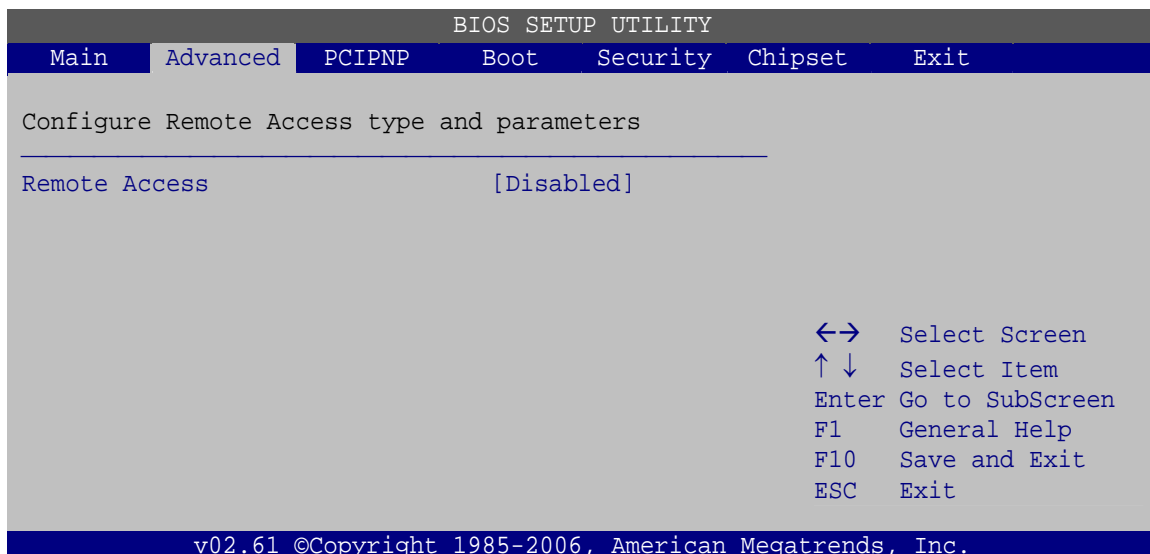 BIOS SETUP UTILITY
Main Advanced PCIPNP Boot Security Chipset Exit
Configure Remote Access type and parameters
Remote Access [Disabled]
←→ Select Screen
↑ ↓ Select Item
Enter Go to SubScreen
F1 General Help
F10 Save and Exit
ESC Exit
v02.61 ©Copyright 1985-2006, American Megatrends, Inc.